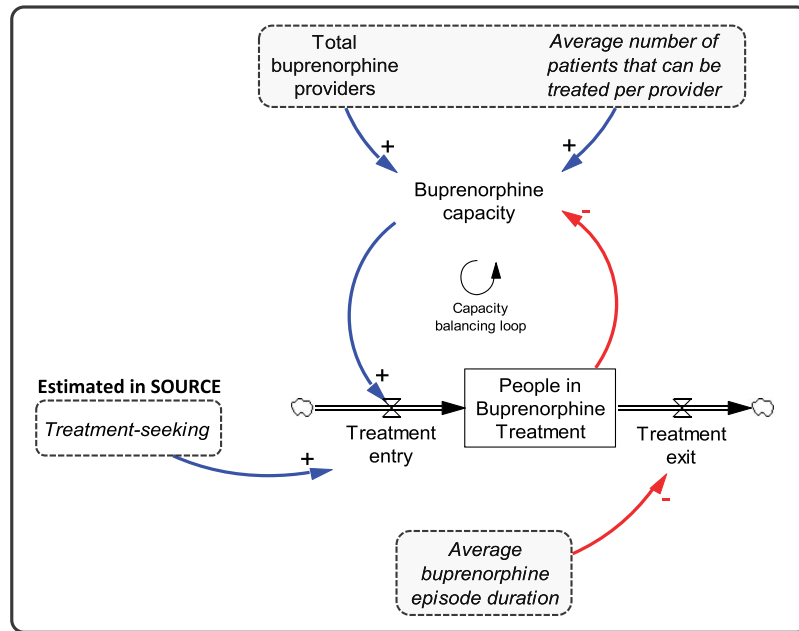 Total
buprenorphine
providers
Average number of
patients that can be
treated per provider
+
+
Buprenorphine
capacity
-
Capacity
balancing loop
+
Estimated in SOURCE
Treatment-seeking
+
People in
Buprenorphine
Treatment
Treatment
entry
Treatment
exit
-
Average
buprenorphine
episode duration